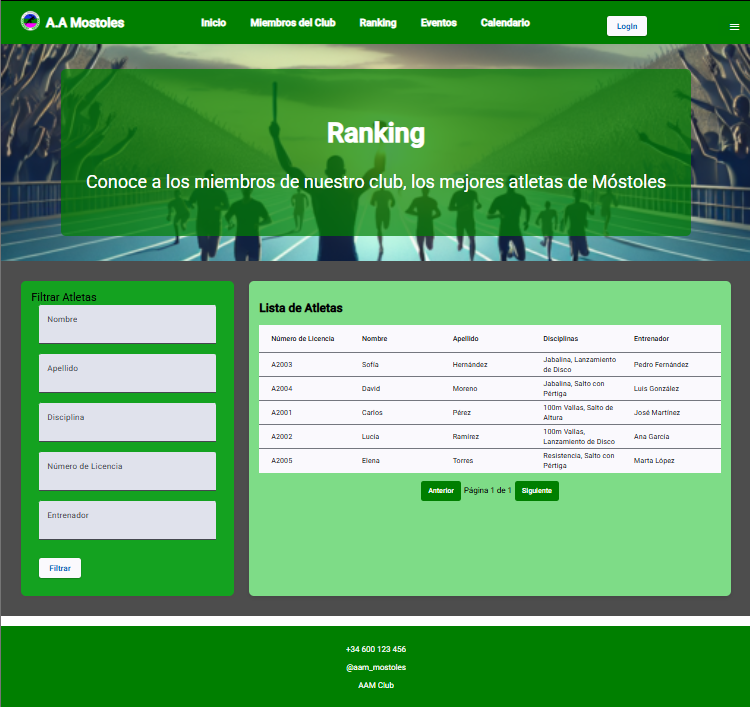 A.A Mostoles
Inicio Miembros del Club Ranking Eventos Calendario Login
Ranking
Conoce a los miembros de nuestro club, los mejores atletas de Móstoles
Filtrar Atletas
Nombre
Apellido
Disciplina
Número de Licencia
Entrenador
Filtrar
Lista de Atletas
Número de Licencia Nombre Apellido Disciplinas Entrenador
A2003 Sofía Hernández Jabalina, Lanzamiento de Disco Pedro Fernández
A2004 David Moreno Jabalina, Salto con Pértiga Luis González
A2001 Carlos Pérez 100m Vallas, Salto de Altura José Martínez
A2002 Lucía Ramírez 100m Vallas, Lanzamiento de Disco Ana García
A2005 Elena Torres Resistencia, Salto con Pértiga Marta López
Anterior Página 1 de 1 Siguiente
+34 600 123 456
@aam_mostoles
AAM Club